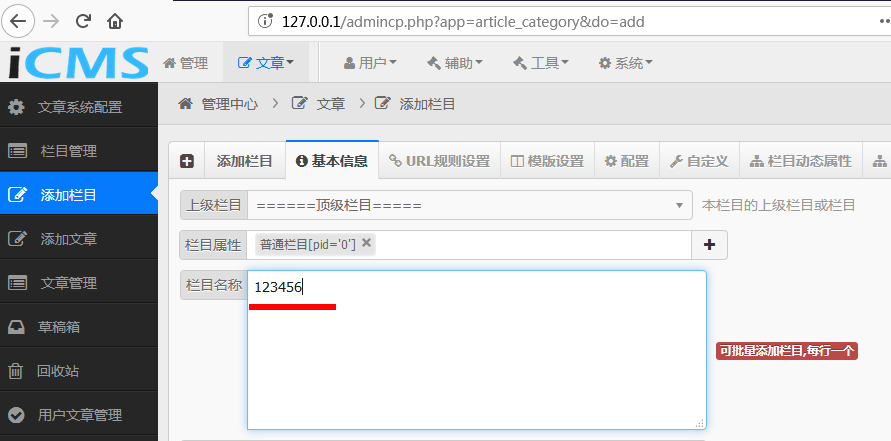 127.0.0.1/admincp.php?app=article_category&do=add
iCMS 管理 文章 用户 辅助 工具 系统
文章系统配置
栏目管理
添加栏目
添加文章
文章管理
草稿箱
回收站
用户文章管理
管理中心 文章 添加栏目
添加栏目 基本信息 URL规则设置 模版设置 配置 自定义 栏目动态属性
上级栏目 ======顶级栏目===== 本栏目的上级栏目或栏目
栏目属性 普通栏目[pid='0']
栏目名称 123456
可批量添加栏目,每行一个